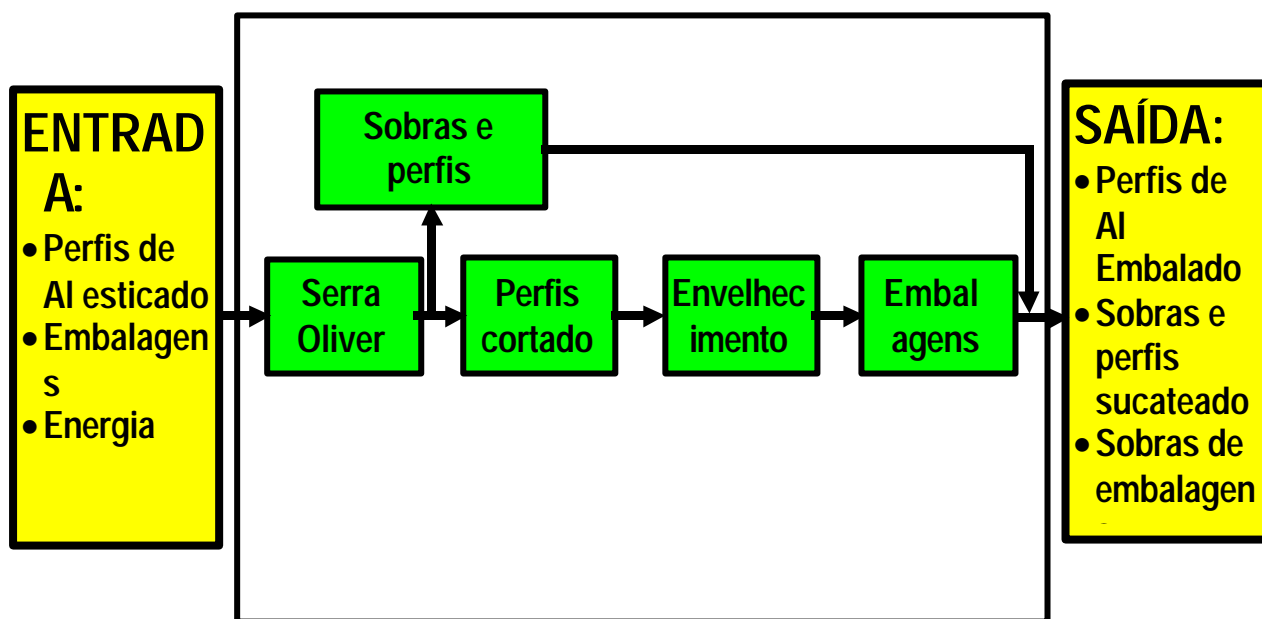 ENTRAD
A:
• Perfis de
Al esticado
• Embalagen
s
• Energia
Sobras e
perfis
Serra
Oliver
Perfis
cortado
Envelhec
imento
Embal
agens
SAÍDA:
• Perfis de
Al
Embalado
• Sobras e
perfis
sucateado
• Sobras de
embalagen